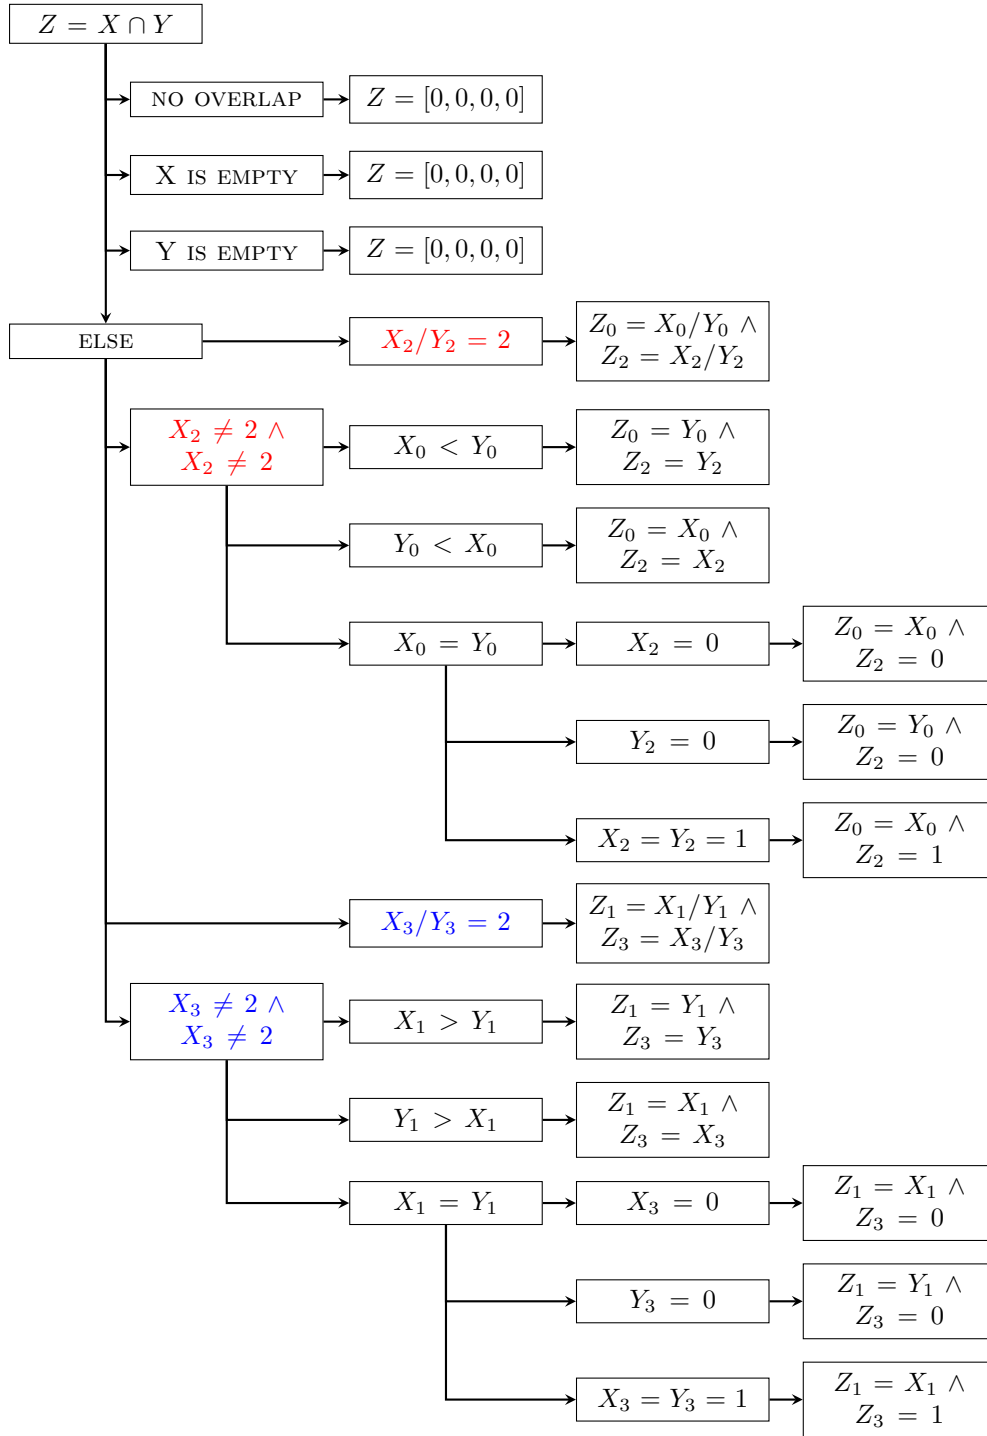 Z = X ∩ Y
NO OVERLAP
Z = [0, 0, 0, 0]
X IS EMPTY
Z = [0, 0, 0, 0]
Y IS EMPTY
Z = [0, 0, 0, 0]
ELSE
X₂/Y₂ = 2
Z₀ = X₀/Y₀ ∧
Z₂ = X₂/Y₂
X₂ ≠ 2 ∧
X₂ ≠ 2
X₀ < Y₀
Z₀ = Y₀ ∧
Z₂ = Y₂
Y₀ < X₀
Z₀ = X₀ ∧
Z₂ = X₂
X₀ = Y₀
X₂ = 0
Z₀ = X₀ ∧
Z₂ = 0
Y₂ = 0
Z₀ = Y₀ ∧
Z₂ = 0
X₂ = Y₂ = 1
Z₀ = X₀ ∧
Z₂ = 1
X₃/Y₃ = 2
Z₁ = X₁/Y₁ ∧
Z₃ = X₃/Y₃
X₃ ≠ 2 ∧
X₃ ≠ 2
X₁ > Y₁
Z₁ = Y₁ ∧
Z₃ = Y₃
Y₁ > X₁
Z₁ = X₁ ∧
Z₃ = X₃
X₁ = Y₁
X₃ = 0
Z₁ = X₁ ∧
Z₃ = 0
Y₃ = 0
Z₁ = Y₁ ∧
Z₃ = 0
X₃ = Y₃ = 1
Z₁ = X₁ ∧
Z₃ = 1